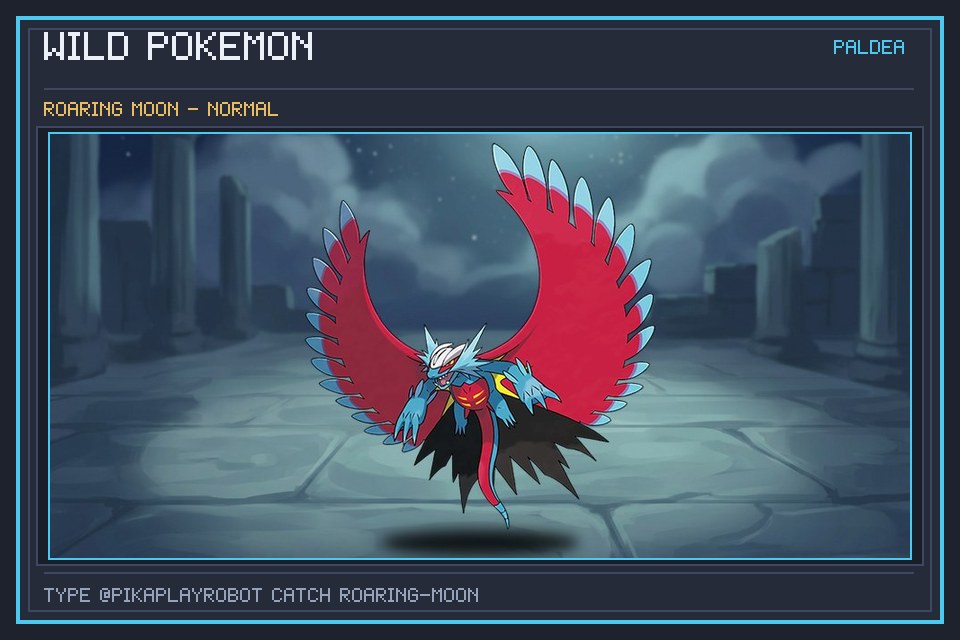 WILD POKEMON
PALDEA
ROARING MOON - NORMAL
TYPE @PIKAPLAYROBOT CATCH ROARING-MOON